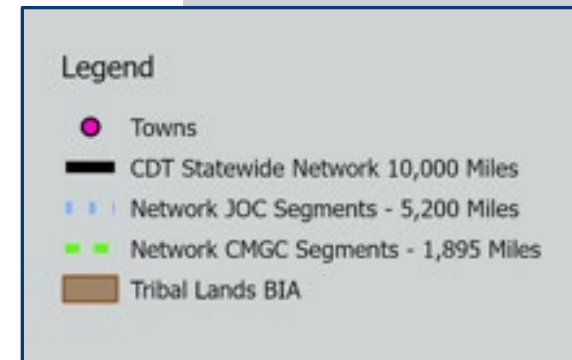 Legend
Towns
CDT Statewide Network 10,000 Miles
Network JOC Segments - 5,200 Miles
Network CMGC Segments - 1,895 Miles
Tribal Lands BIA